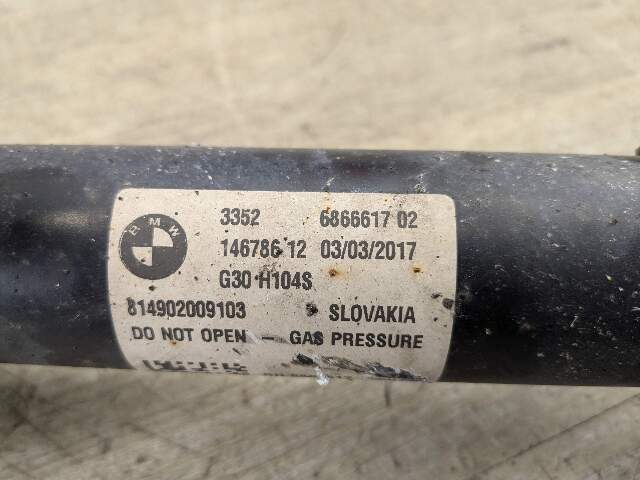 BMW
3352 6866617 02
146786 12 03/03/2017
G30 H104S
814902009103 SLOVAKIA
DO NOT OPEN - GAS PRESSURE